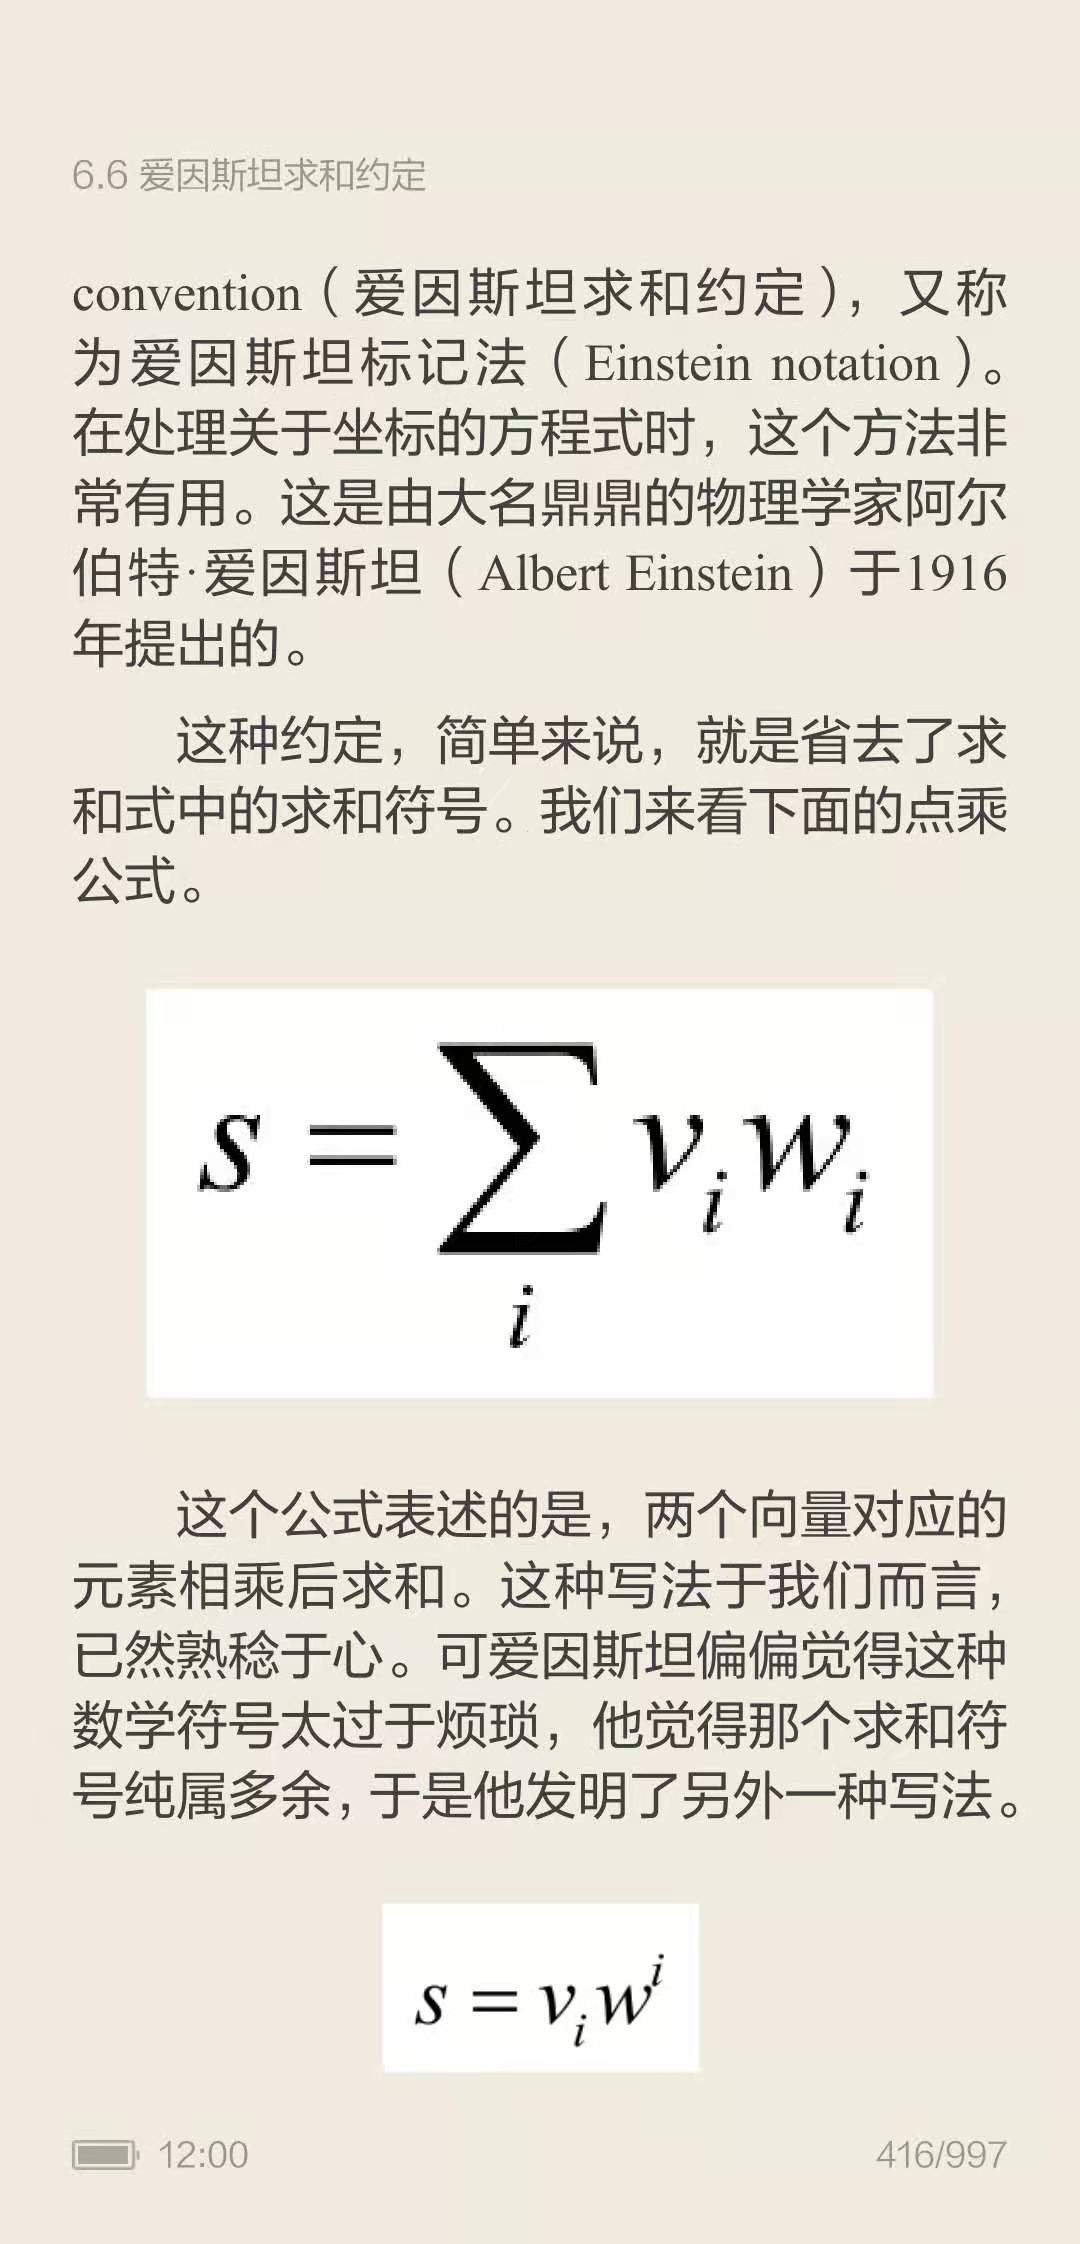 6.6 爱因斯坦求和约定
convention（爱因斯坦求和约定），又称
为爱因斯坦标记法（Einstein notation）。
在处理关于坐标的方程式时，这个方法非
常有用。这是由大名鼎鼎的物理学家阿尔
伯特·爱因斯坦（Albert Einstein）于1916
年提出的。
这种约定，简单来说，就是省去了求
和式中的求和符号。我们来看下面的点乘
公式。
s = ∑ᵢ vᵢwᵢ
这个公式表述的是，两个向量对应的
元素相乘后求和。这种写法于我们而言，
已然熟稔于心。可爱因斯坦偏偏觉得这种
数学符号太过于烦琐，他觉得那个求和符
号纯属多余，于是他发明了另外一种写法。
s = vᵢwⁱ
12:00
416/997